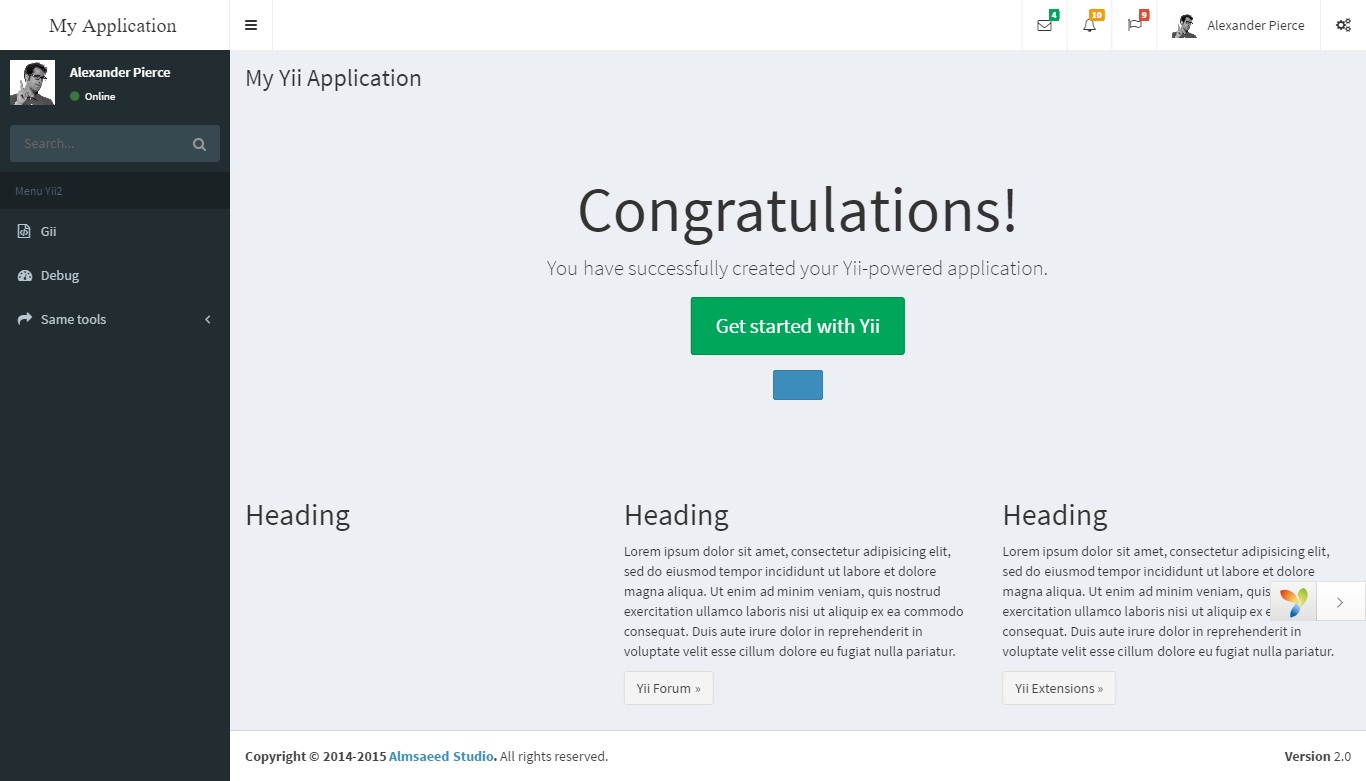 My Application
4
10
9
Alexander Pierce
Alexander Pierce
Online
Search...
Menu Yii2
Gii
Debug
Same tools
My Yii Application
Congratulations!
You have successfully created your Yii-powered application.
Get started with Yii
Heading
Heading
Lorem ipsum dolor sit amet, consectetur adipisicing elit,
sed do eiusmod tempor incididunt ut labore et dolore
magna aliqua. Ut enim ad minim veniam, quis nostrud
exercitation ullamco laboris nisi ut aliquip ex ea commodo
consequat. Duis aute irure dolor in reprehenderit in
voluptate velit esse cillum dolore eu fugiat nulla pariatur.
Yii Forum »
Heading
Lorem ipsum dolor sit amet, consectetur adipisicing elit,
sed do eiusmod tempor incididunt ut labore et dolore
magna aliqua. Ut enim ad minim veniam, quis
exercitation ullamco laboris nisi ut aliquip ex
consequat. Duis aute irure dolor in reprehenderit in
voluptate velit esse cillum dolore eu fugiat nulla pariatur.
Yii Extensions »
Copyright © 2014-2015 Almsaeed Studio. All rights reserved.
Version 2.0